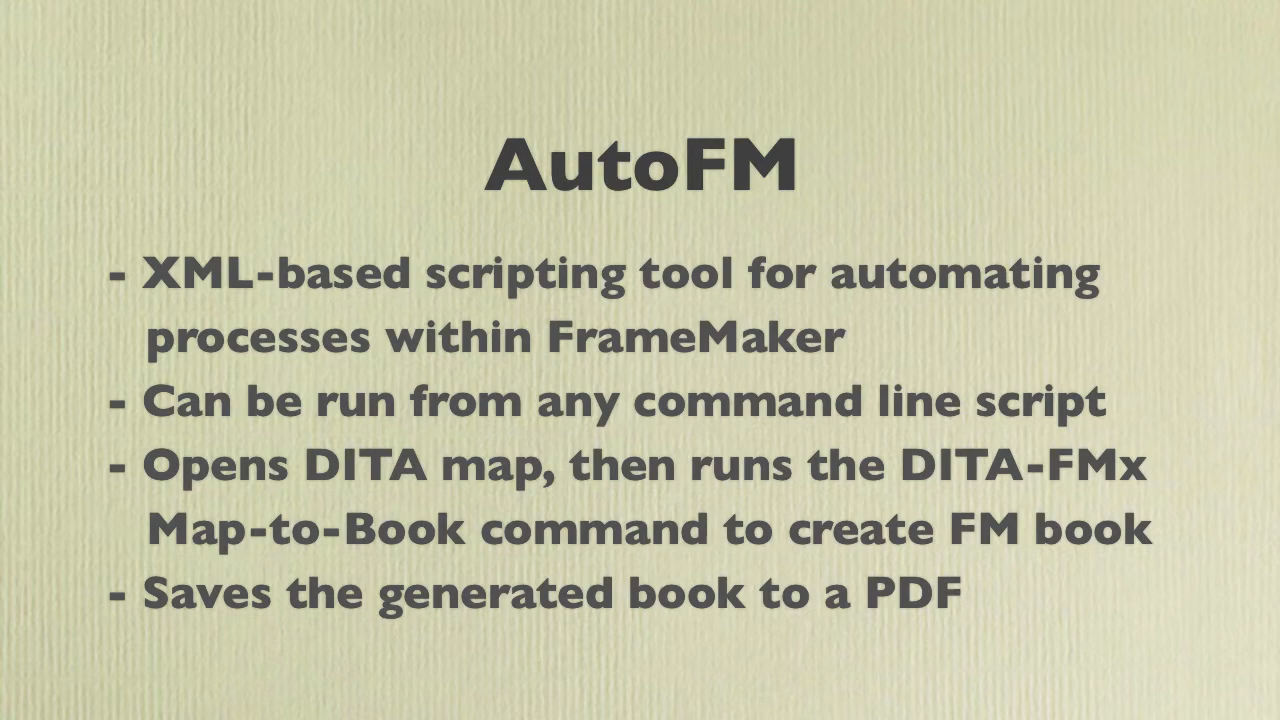 AutoFM
- XML-based scripting tool for automating
processes within FrameMaker
- Can be run from any command line script
- Opens DITA map, then runs the DITA-FMx
Map-to-Book command to create FM book
- Saves the generated book to a PDF